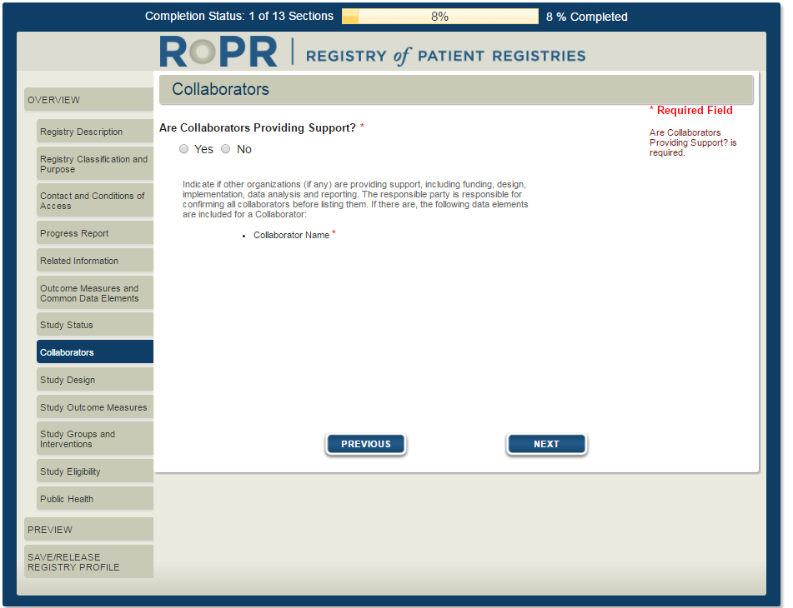 Completion Status: 1 of 13 Sections 8% 8 % Completed
ROPR REGISTRY of PATIENT REGISTRIES
OVERVIEW
Registry Description
Registry Classification and
Purpose
Contact and Conditions of
Access
Progress Report
Related Information
Outcome Measures and
Common Data Elements
Study Status
Collaborators
Study Design
Study Outcome Measures
Study Groups and
Interventions
Study Eligibility
Public Health
PREVIEW
SAVE/RELEASE
REGISTRY PROFILE
Collaborators
* Required Field
Are Collaborators Providing Support? *
Yes No
Are Collaborators
Providing Support? is
required.
Indicate if other organizations (if any) are providing support, including funding, design,
implementation, data analysis and reporting. The responsible party is responsible for
confirming all collaborators before listing them. If there are, the following data elements
are included for a Collaborator:
• Collaborator Name *
PREVIOUS NEXT